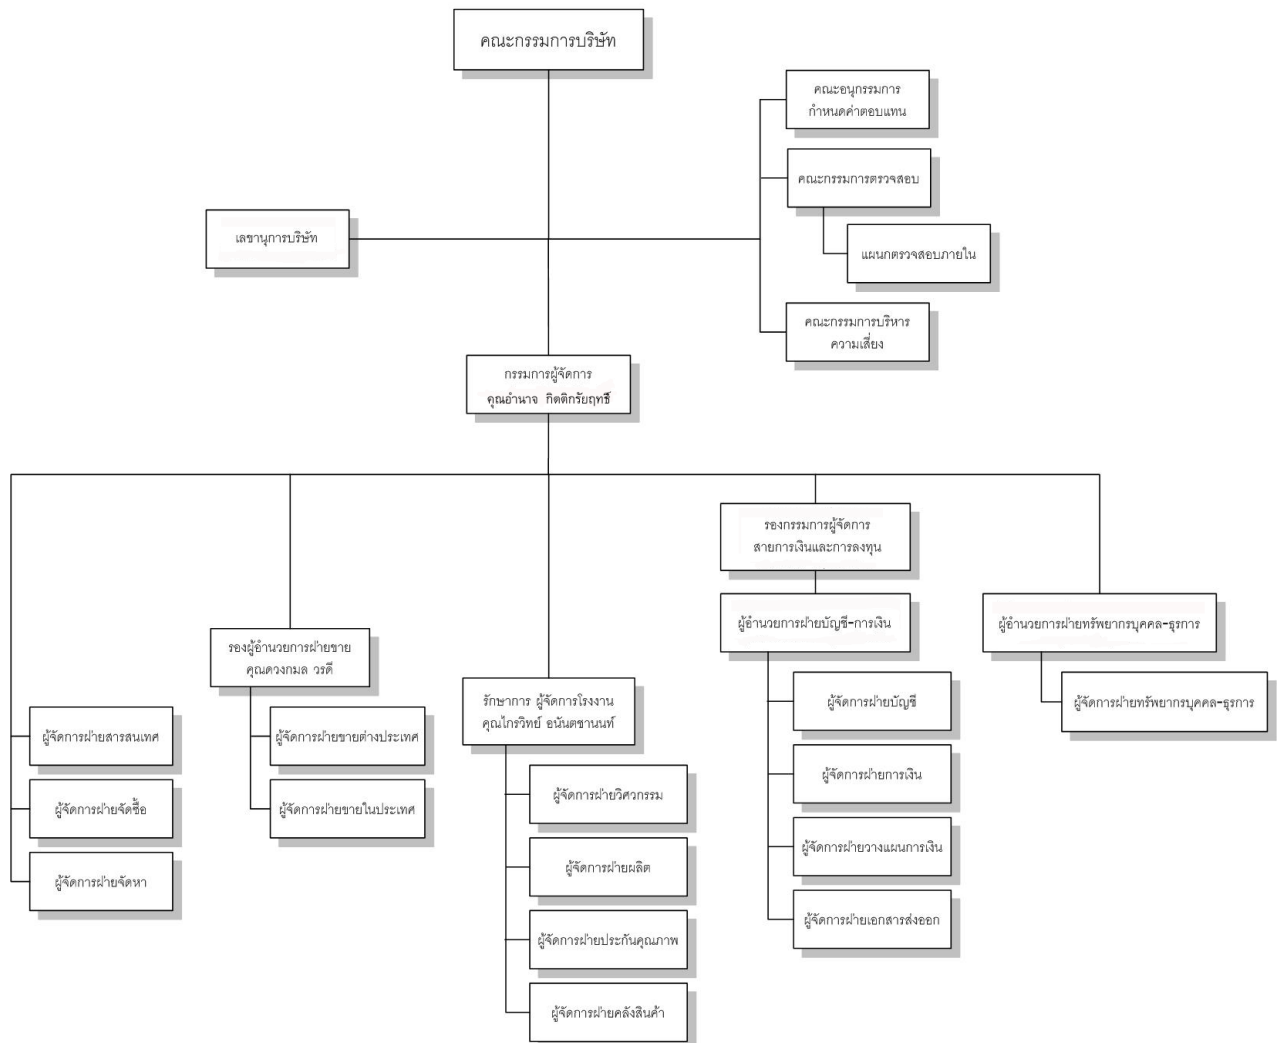 คณะกรรมการบริษัท
คณะอนุกรรมการ
กำหนดค่าตอบแทน
คณะกรรมการตรวจสอบ
เลขานุการบริษัท
แผนกตรวจสอบภายใน
คณะกรรมการบริหาร
ความเสี่ยง
กรรมการผู้จัดการ
คุณอำนาจ กิตติกรัยฤทธิ์
รองกรรมการผู้จัดการ
สายการเงินและการลงทุน
ผู้อำนวยการฝ่ายบัญชี-การเงิน
ผู้อำนวยการฝ่ายทรัพยากรบุคคล-ธุรการ
รองผู้อำนวยการฝ่ายขาย
คุณดวงกมล วรดี
รักษาการ ผู้จัดการโรงงาน
คุณไกรวิทย์ อนันตชานนท์
ผู้จัดการฝ่ายสารสนเทศ
ผู้จัดการฝ่ายจัดซื้อ
ผู้จัดการฝ่ายจัดหา
ผู้จัดการฝ่ายขายต่างประเทศ
ผู้จัดการฝ่ายขายในประเทศ
ผู้จัดการฝ่ายวิศวกรรม
ผู้จัดการฝ่ายผลิต
ผู้จัดการฝ่ายประกันคุณภาพ
ผู้จัดการฝ่ายคลังสินค้า
ผู้จัดการฝ่ายบัญชี
ผู้จัดการฝ่ายการเงิน
ผู้จัดการฝ่ายวางแผนการเงิน
ผู้จัดการฝ่ายเอกสารส่งออก
ผู้จัดการฝ่ายทรัพยากรบุคคล-ธุรการ